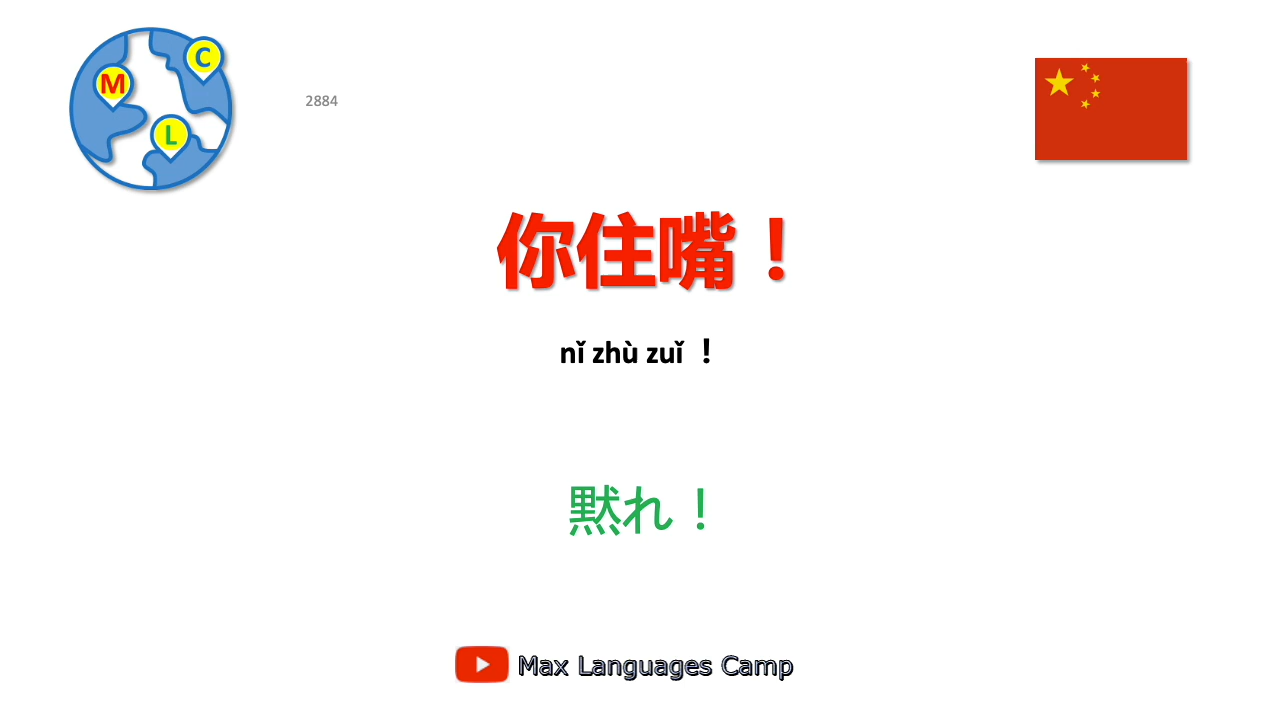 M
C
L
2884
你住嘴！
nǐ zhù zuǐ ！
黙れ！
Max Languages Camp